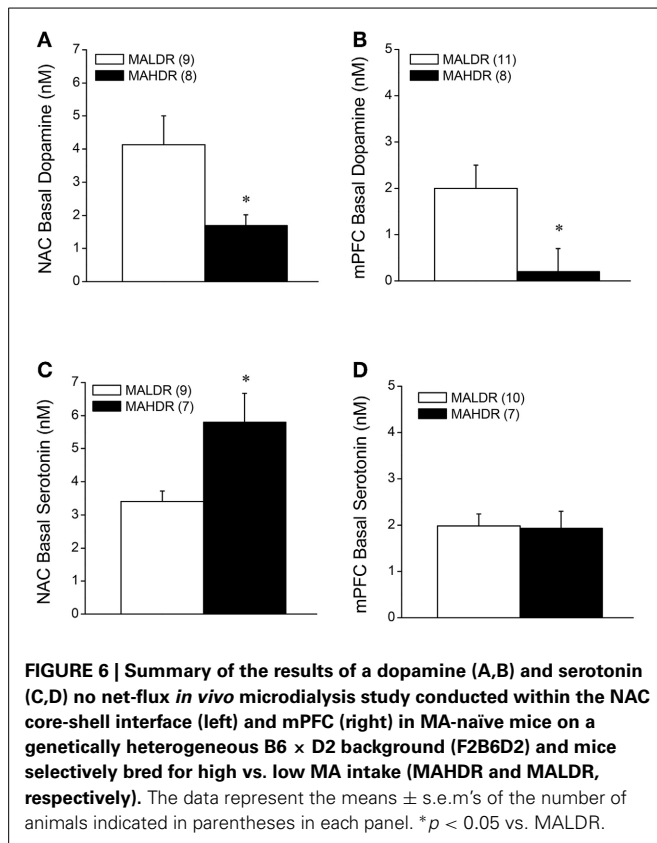 A
MALDR (9)
MAHDR (8)
NAC Basal Dopamine (nM)
7
6
5
4
3
2
1
0
*
B
MALDR (11)
MAHDR (8)
mPFC Basal Dopamine (nM)
5
4
3
2
1
0
*
C
MALDR (9)
MAHDR (7)
NAC Basal Serotonin (nM)
7
6
5
4
3
2
1
0
*
D
MALDR (10)
MAHDR (7)
mPFC Basal Serotonin (nM)
5
4
3
2
1
0
FIGURE 6 | Summary of the results of a dopamine (A,B) and serotonin
(C,D) no net-flux in vivo microdialysis study conducted within the NAC
core-shell interface (left) and mPFC (right) in MA-naïve mice on a
genetically heterogeneous B6 × D2 background (F2B6D2) and mice
selectively bred for high vs. low MA intake (MAHDR and MALDR,
respectively). The data represent the means ± s.e.m's of the number of
animals indicated in parentheses in each panel. *p < 0.05 vs. MALDR.